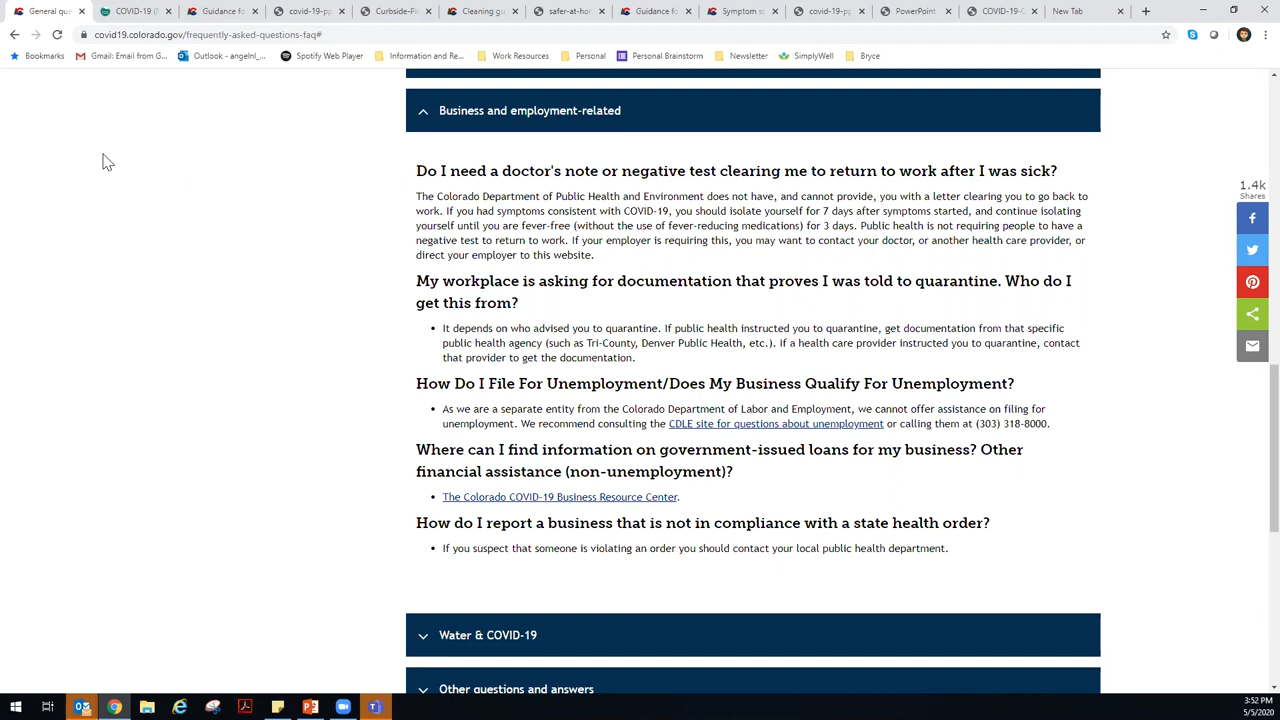 General qu
COVID-19 (N
Guidance fo
covid19-pp
Curbside-Pi
Cleaning gu
safer-at-ho
Guidance fo
Symptom sc
covid19-pp
PowerPoint
COVID-19-C
New Tab
covid19.colorado.gov/frequently-asked-questions-faq#
Bookmarks
Gmail: Email from G...
Outlook - angelnl_...
Spotify Web Player
Information and Re...
Work Resources
Personal
Personal Brainstorm
Newsletter
SimplyWell
Bryce
Business and employment-related
Do I need a doctor's note or negative test clearing me to return to work after I was sick?
The Colorado Department of Public Health and Environment does not have, and cannot provide, you with a letter clearing you to go back to
work. If you had symptoms consistent with COVID-19, you should isolate yourself for 7 days after symptoms started, and continue isolating
yourself until you are fever-free (without the use of fever-reducing medications) for 3 days. Public health is not requiring people to have a
negative test to return to work. If your employer is requiring this, you may want to contact your doctor, or another health care provider, or
direct your employer to this website.
My workplace is asking for documentation that proves I was told to quarantine. Who do I
get this from?
• It depends on who advised you to quarantine. If public health instructed you to quarantine, get documentation from that specific
public health agency (such as Tri-County, Denver Public Health, etc.). If a health care provider instructed you to quarantine, contact
that provider to get the documentation.
How Do I File For Unemployment/Does My Business Qualify For Unemployment?
• As we are a separate entity from the Colorado Department of Labor and Employment, we cannot offer assistance on filing for
unemployment. We recommend consulting the CDLE site for questions about unemployment or calling them at (303) 318-8000.
Where can I find information on government-issued loans for my business? Other
financial assistance (non-unemployment)?
• The Colorado COVID-19 Business Resource Center.
How do I report a business that is not in compliance with a state health order?
• If you suspect that someone is violating an order you should contact your local public health department.
Water & COVID-19
Other questions and answers
1.4k
Shares
3:52 PM
5/5/2020